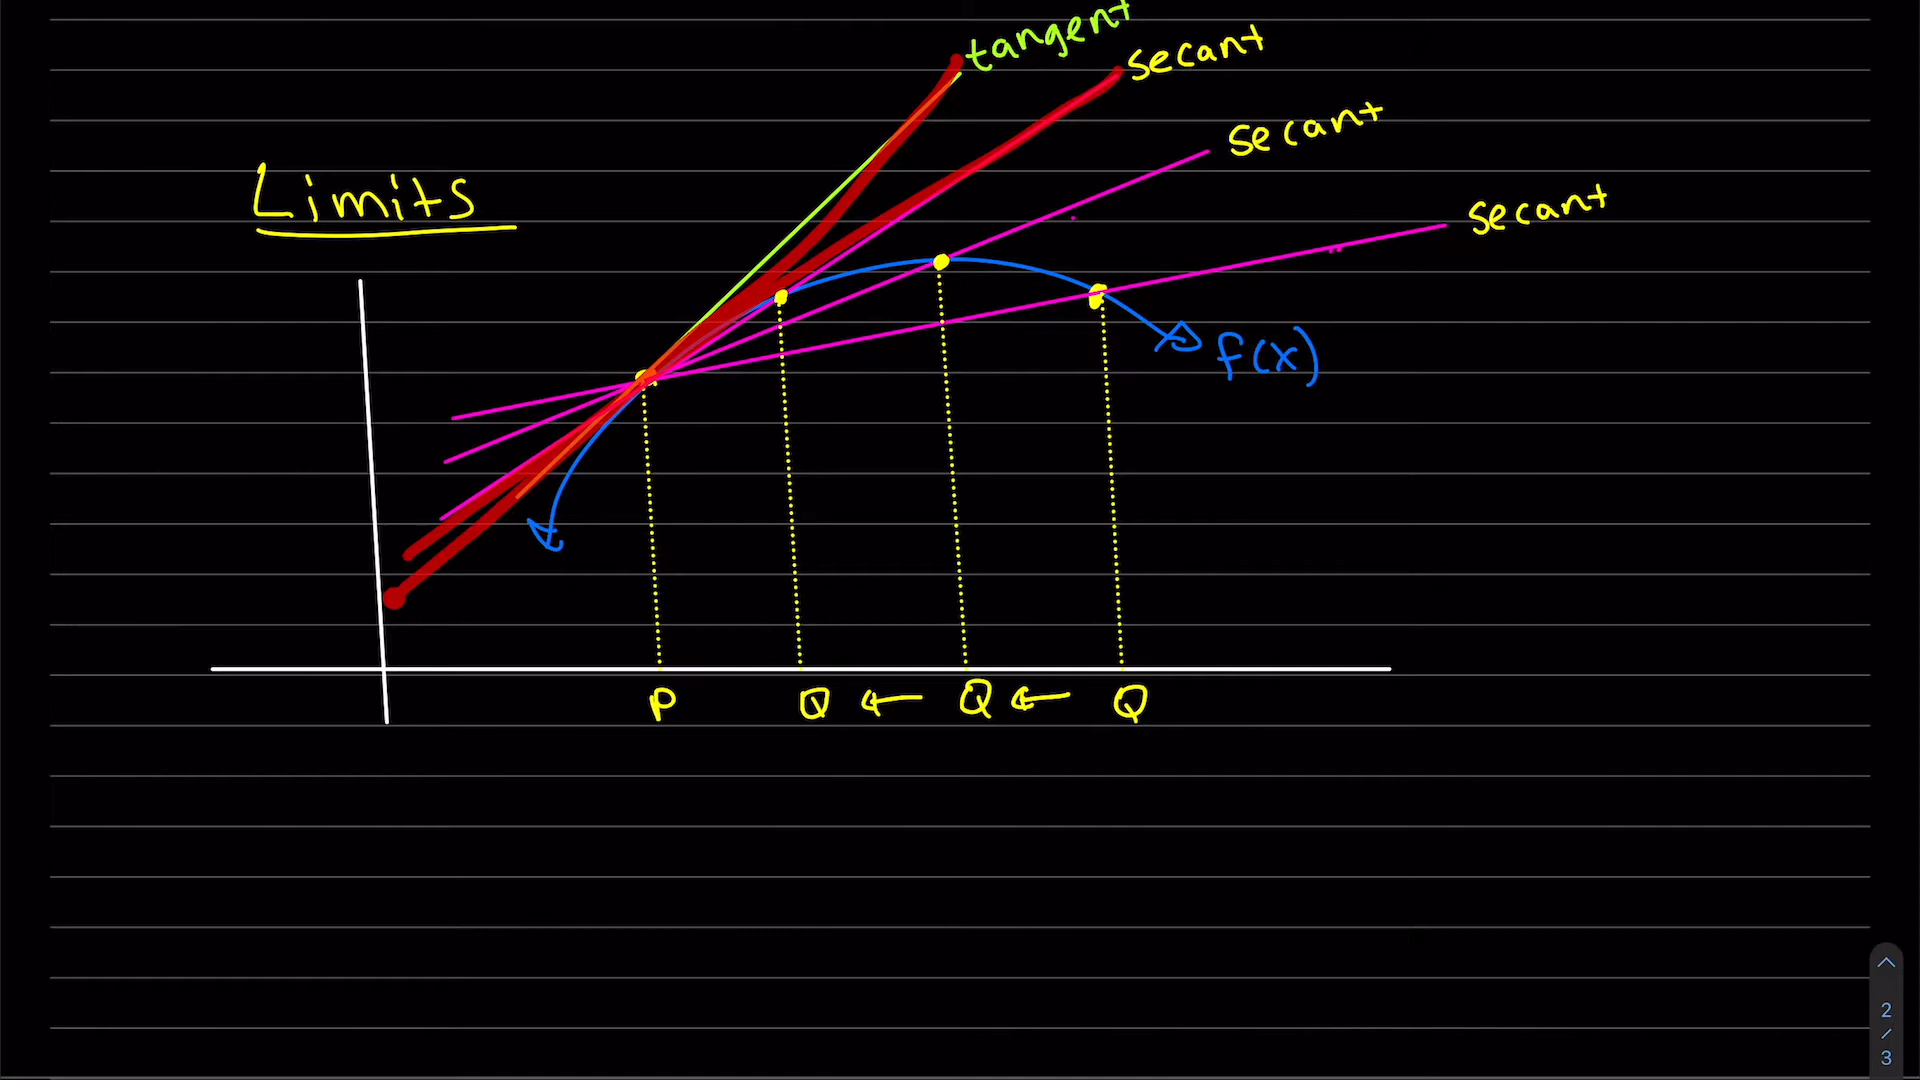 tangent
secant
secant
Limits
secant
f(x)
P Q ← Q ← Q
2
/
3